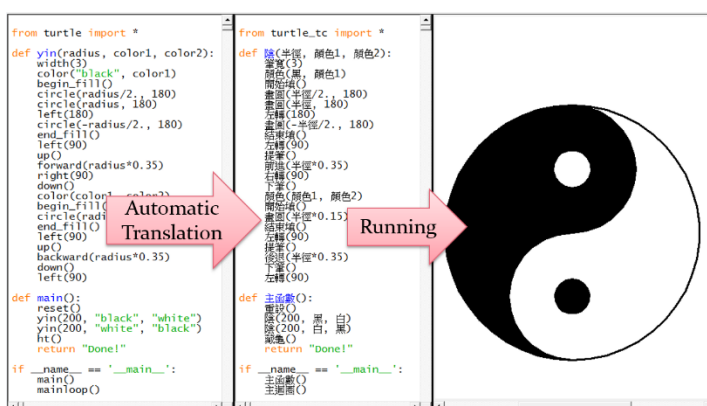 from turtle import *
def yin(radius, color1, color2):
width(3)
color("black", color1)
begin_fill()
circle(radius/2., 180)
circle(radius, 180)
left(180)
circle(-radius/2., 180)
end_fill()
left(90)
up()
forward(radius*0.35)
right(90)
down()
color(color1, color2)
begin_fill()
circle(radi
end_fill()
left(90)
up()
backward(radius*0.35)
down()
left(90)
def main():
reset()
yin(200, "black", "white")
yin(200, "white", "black")
ht()
return "Done!"
if __name__ == '__main__':
main()
mainloop()
Automatic
Translation
from turtle_tc import *
def 陰(半徑, 顏色1, 顏色2):
筆寬(3)
顏色(黑, 顏色1)
開始填()
畫圓(半徑/2., 180)
畫圓(半徑, 180)
左轉(180)
畫圓(-半徑/2., 180)
結束填()
左轉(90)
提筆()
前進(半徑*0.35)
右轉(90)
下筆()
顏色(顏色1, 顏色2)
開始填()
畫圓(半徑*0.15)
結束填()
左轉(90)
提筆()
後退(半徑*0.35)
下筆()
左轉(90)
def 主函數():
重設()
陰(200, 黑, 白)
陰(200, 白, 黑)
藏龜()
return "Done!"
if __name__ == '__main__':
主函數()
主迴圈()
Running